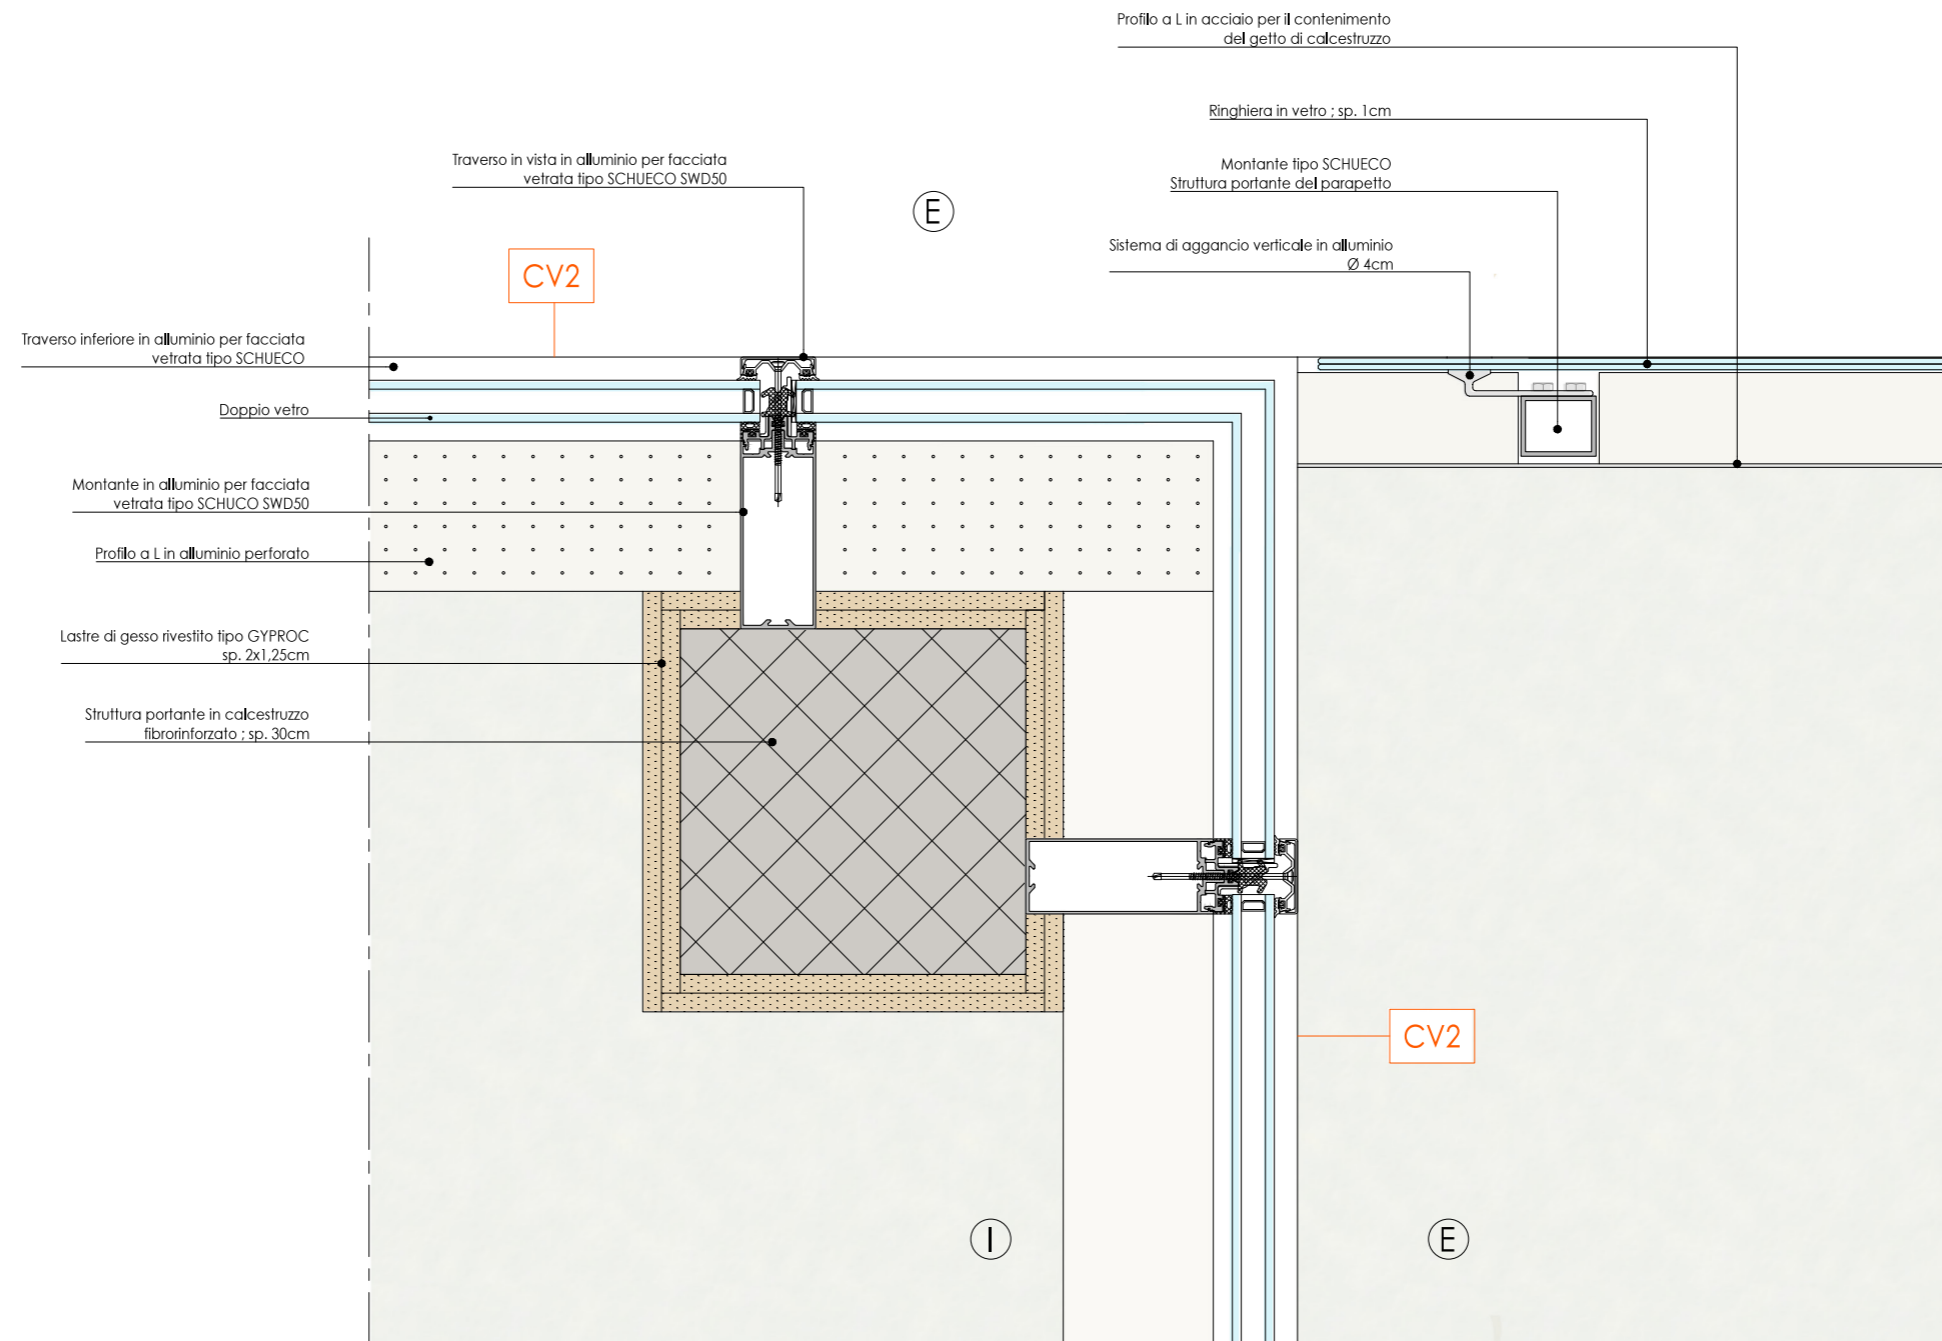 Profilo a L in acciaio per il contenimento
del getto di calcestruzzo
Ringhiera in vetro ; sp. 1cm
Montante tipo SCHUECO
Struttura portante del parapetto
Sistema di aggancio verticale in alluminio
Ø 4cm
Traverso in vista in alluminio per facciata
vetrata tipo SCHUECO SWD50
E
CV2
Traverso inferiore in alluminio per facciata
vetrata tipo SCHUECO
Doppio vetro
Montante in alluminio per facciata
vetrata tipo SCHUCO SWD50
Profilo a L in alluminio perforato
Lastre di gesso rivestito tipo GYPROC
sp. 2x1,25cm
Struttura portante in calcestruzzo
fibrorinforzato ; sp. 30cm
CV2
I
E